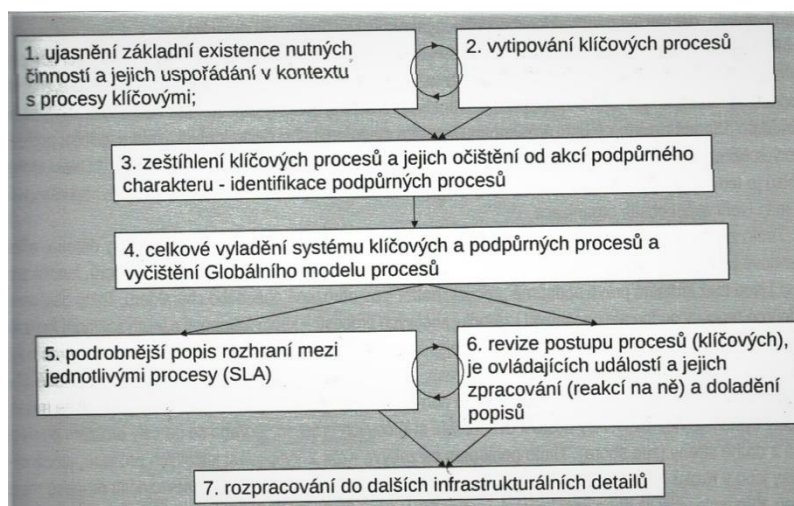 1. ujasnění základní existence nutných
činností a jejich uspořádání v kontextu
s procesy klíčovými;
2. vytipování klíčových procesů
3. zeštíhlení klíčových procesů a jejich očištění od akcí podpůrného
charakteru - identifikace podpůrných procesů
4. celkové vyladění systému klíčových a podpůrných procesů a
vyčištění Globálního modelu procesů
5. podrobnější popis rozhraní mezi
jednotlivými procesy (SLA)
6. revize postupu procesů (klíčových),
je ovládajících událostí a jejich
zpracování (reakcí na ně) a doladění
popisů
7. rozpracování do dalších infrastrukturálních detailů